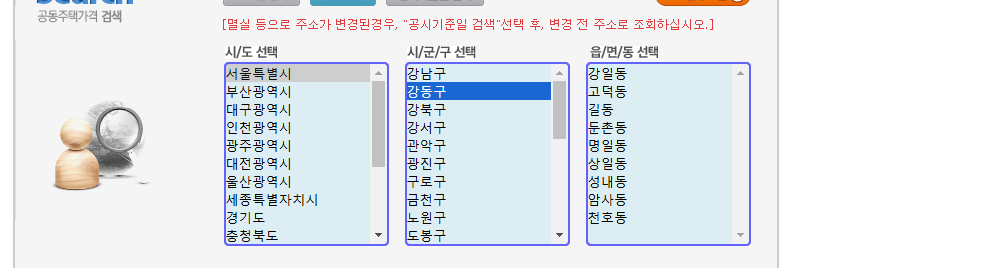 Search
공동주택가격 검색
[멸실 등으로 주소가 변경된경우, "공시기준일 검색"선택 후, 변경 전 주소로 조회하십시오.]
시/도 선택
시/군/구 선택
읍/면/동 선택
서울특별시
부산광역시
대구광역시
인천광역시
광주광역시
대전광역시
울산광역시
세종특별자치시
경기도
충청북도
강남구
강동구
강북구
강서구
관악구
광진구
구로구
금천구
노원구
도봉구
강일동
고덕동
길동
둔촌동
명일동
상일동
성내동
암사동
천호동